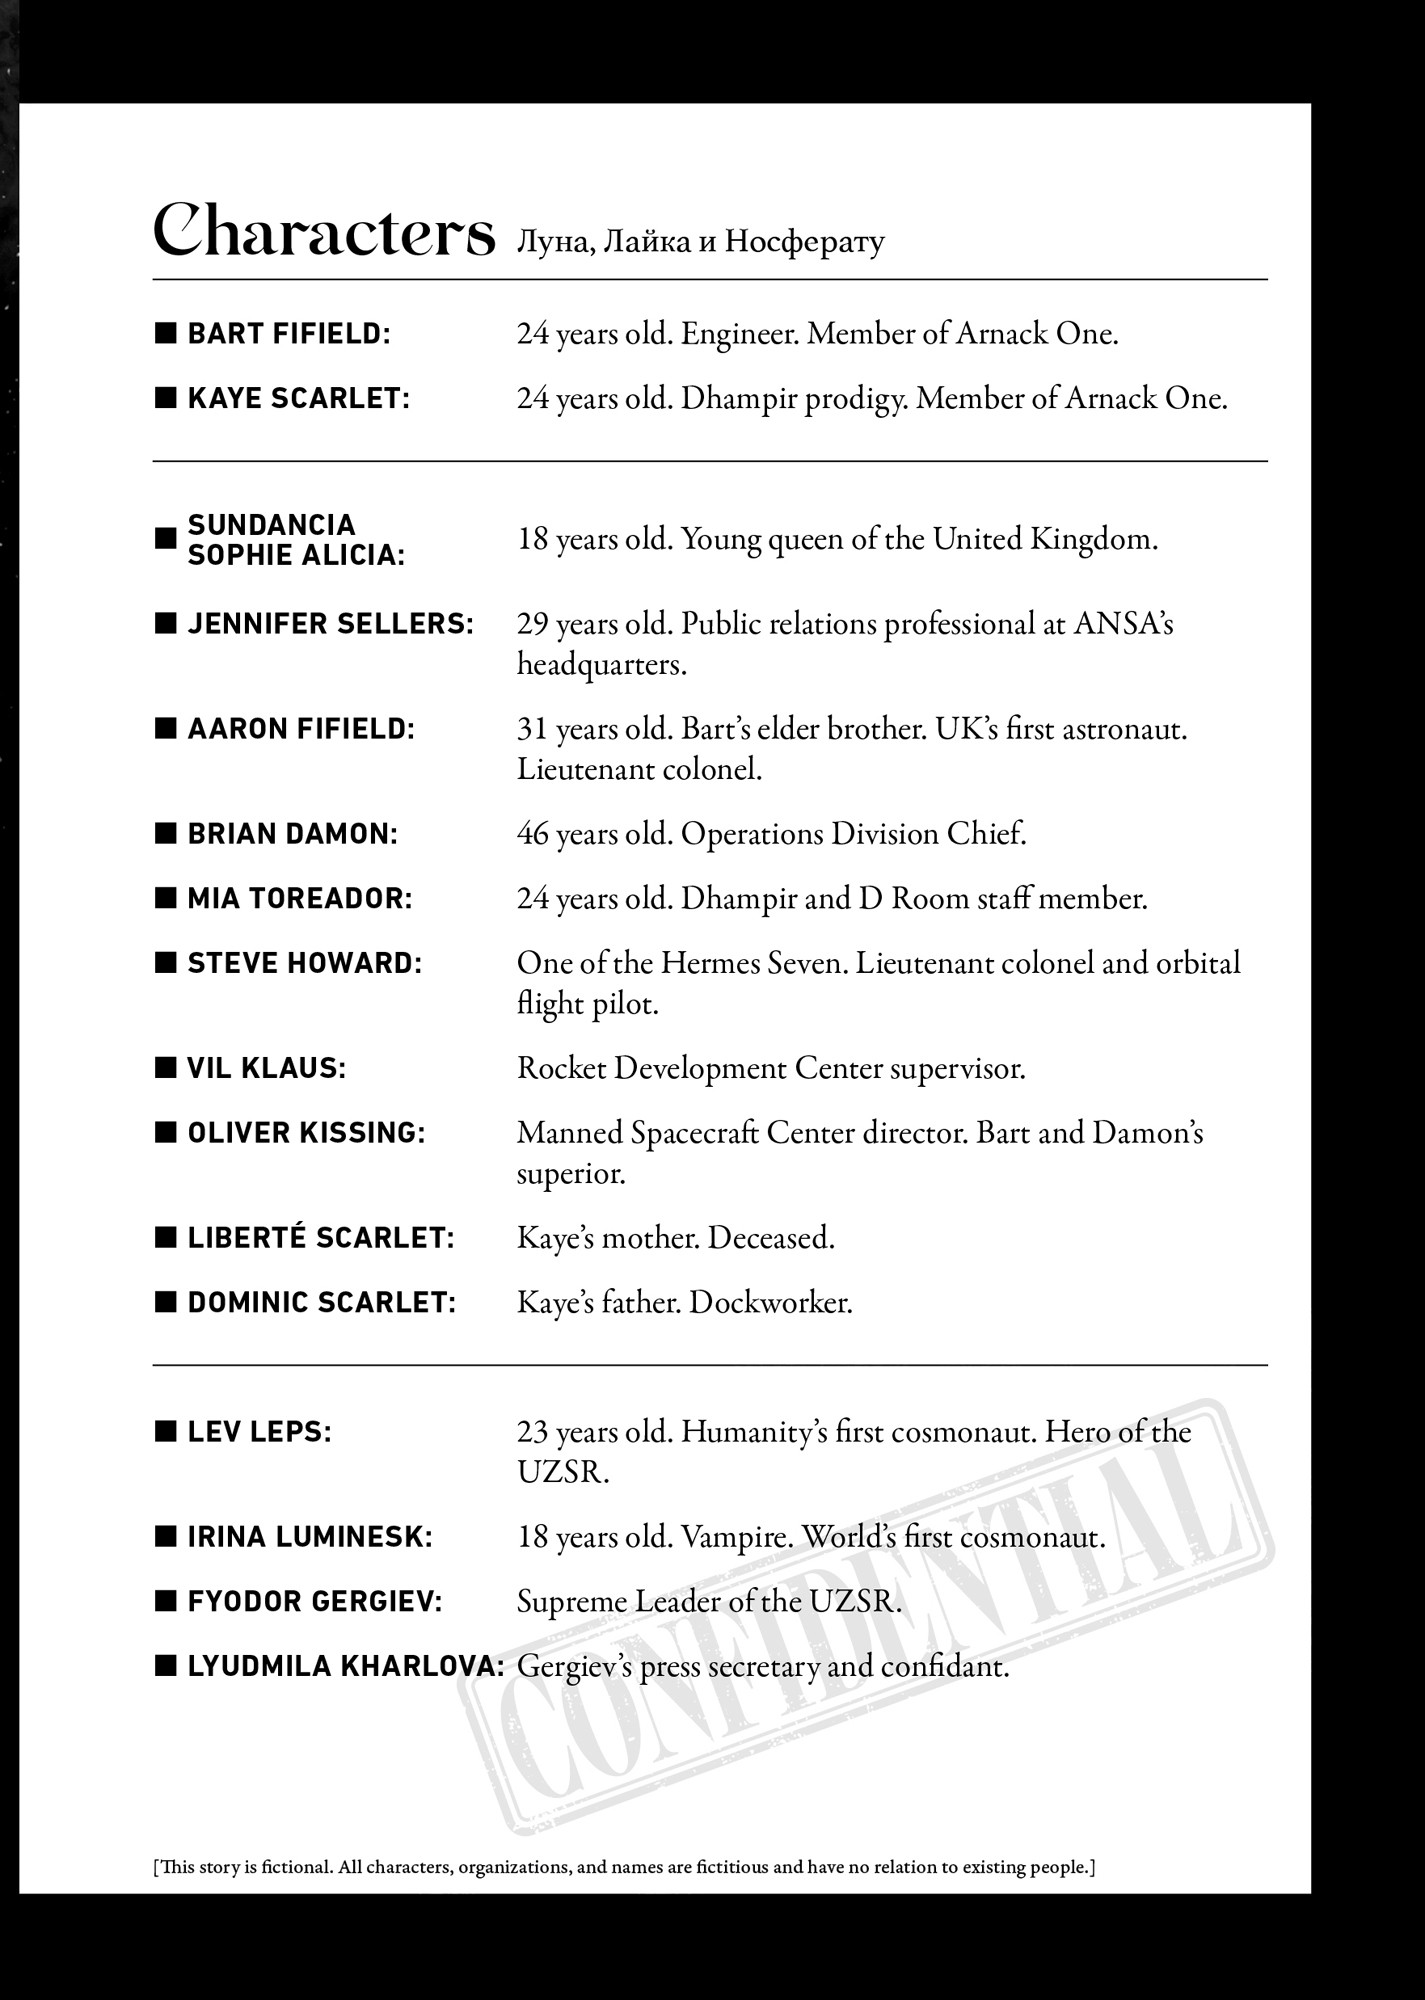 Characters Луна, Лайка и Носферату
■ BART FIFIELD: 24 years old. Engineer. Member of Arnack One.
■ KAYE SCARLET: 24 years old. Dhampir prodigy. Member of Arnack One.
■ SUNDANCIA
SOPHIE ALICIA: 18 years old. Young queen of the United Kingdom.
■ JENNIFER SELLERS: 29 years old. Public relations professional at ANSA’s
headquarters.
■ AARON FIFIELD: 31 years old. Bart’s elder brother. UK’s first astronaut.
Lieutenant colonel.
■ BRIAN DAMON: 46 years old. Operations Division Chief.
■ MIA TOREADOR: 24 years old. Dhampir and D Room staff member.
■ STEVE HOWARD: One of the Hermes Seven. Lieutenant colonel and orbital
flight pilot.
■ VIL KLAUS: Rocket Development Center supervisor.
■ OLIVER KISSING: Manned Spacecraft Center director. Bart and Damon’s
superior.
■ LIBERTÉ SCARLET: Kaye’s mother. Deceased.
■ DOMINIC SCARLET: Kaye’s father. Dockworker.
■ LEV LEPS: 23 years old. Humanity’s first cosmonaut. Hero of the
UZSR.
■ IRINA LUMINESK: 18 years old. Vampire. World’s first cosmonaut.
■ FYODOR GERGIEV: Supreme Leader of the UZSR.
■ LYUDMILA KHARLOVA: Gergiev’s press secretary and confidant.
CONFIDENTIAL
[This story is fictional. All characters, organizations, and names are fictitious and have no relation to existing people.]